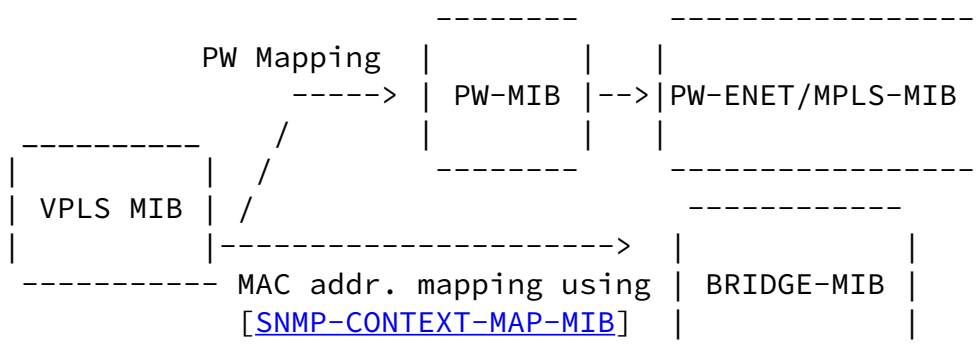 PW Mapping
-----> | PW-MIB |-->|PW-ENET/MPLS-MIB
VPLS MIB
MAC addr. mapping using | BRIDGE-MIB |
[SNMP-CONTEXT-MAP-MIB]